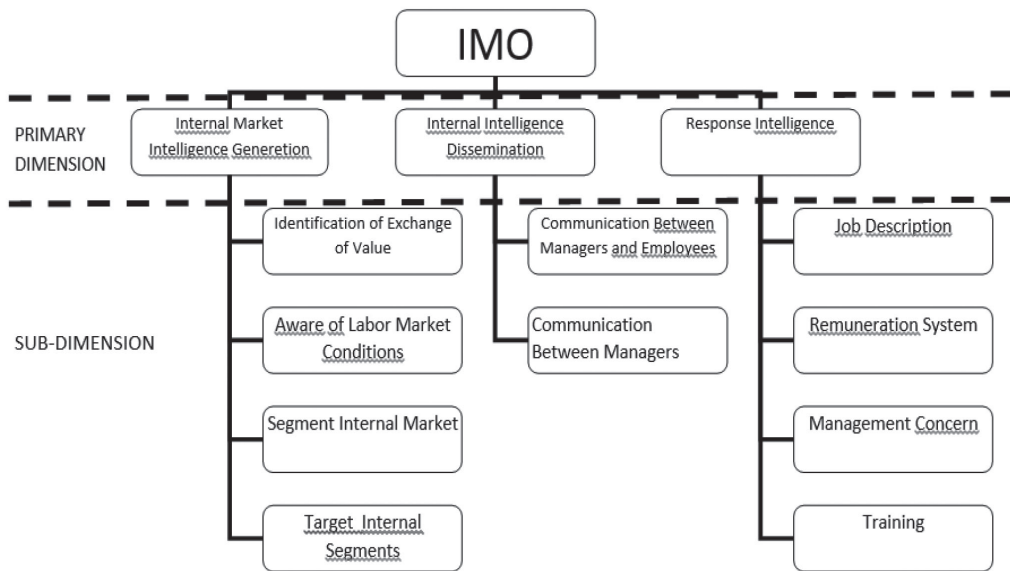 IMO
PRIMARY
DIMENSION
Internal Market
Intelligence Generetion
Internal Intelligence
Dissemination
Response Intelligence
SUB-DIMENSION
Identification of Exchange
of Value
Aware of Labor Market
Conditions
Segment Internal Market
Target Internal
Segments
Communication Between
Managers and Employees
Communication
Between Managers
Job Description
Remuneration System
Management Concern
Training